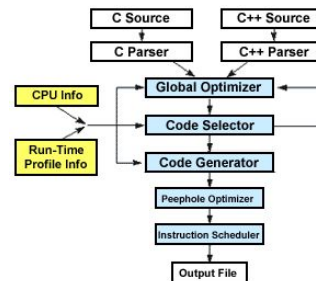 C Source
C++ Source
C Parser
C++ Parser
Global Optimizer
CPU Info
Code Selector
Run-Time
Profile Info
Code Generator
Peephole Optimizer
Instruction Scheduler
Output File